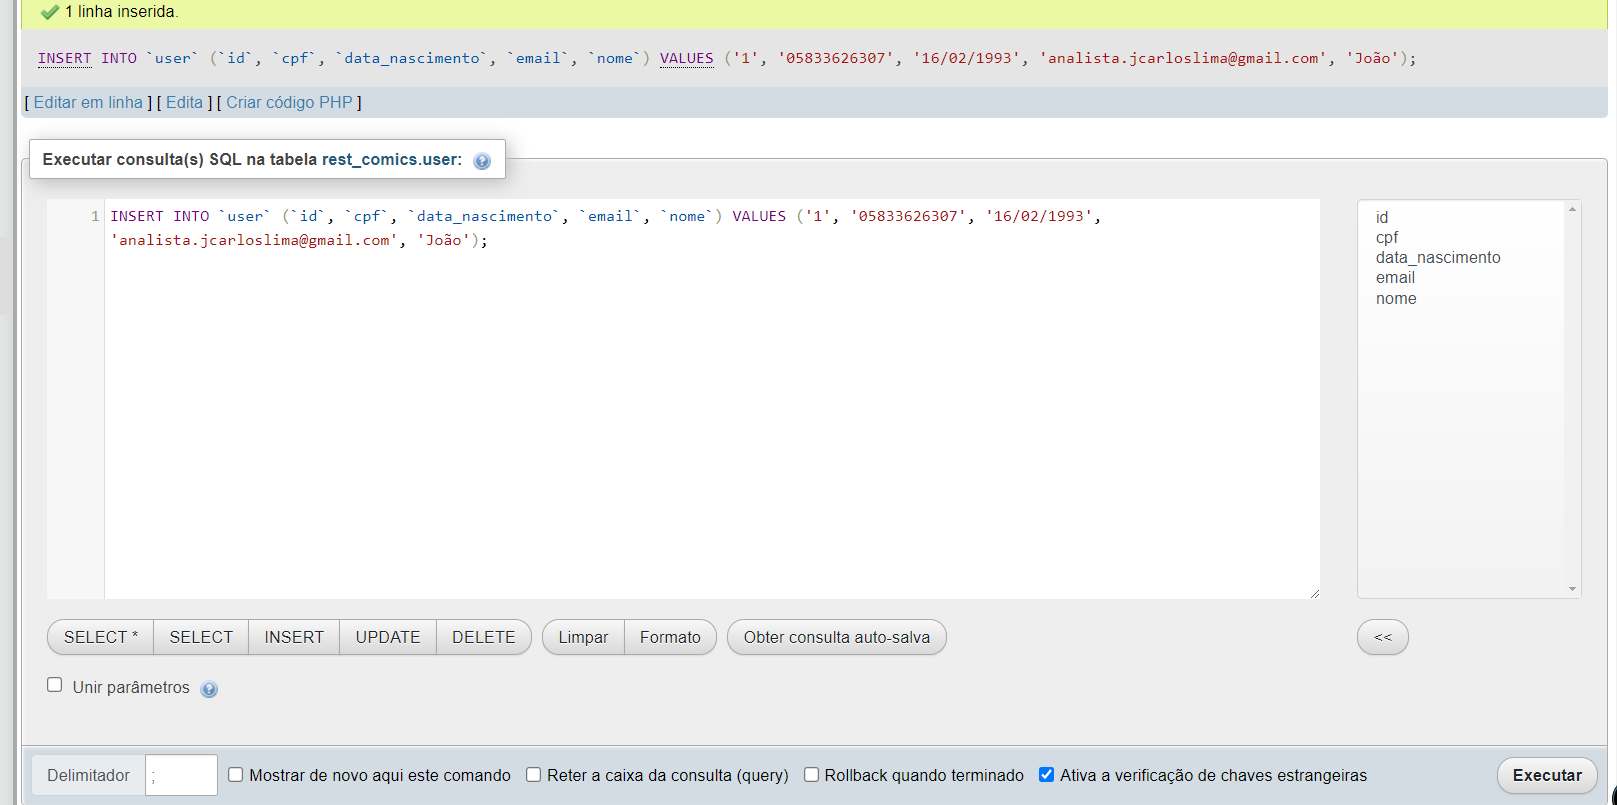 1 linha inserida.
INSERT INTO `user` (`id`, `cpf`, `data_nascimento`, `email`, `nome`) VALUES ('1', '05833626307', '16/02/1993', 'analista.jcarloslima@gmail.com', 'João');
[ Editar em linha ] [ Edita ] [ Criar código PHP ]
Executar consulta(s) SQL na tabela rest_comics.user:
1 INSERT INTO `user` (`id`, `cpf`, `data_nascimento`, `email`, `nome`) VALUES ('1', '05833626307', '16/02/1993',
'analista.jcarloslima@gmail.com', 'João');
id
cpf
data_nascimento
email
nome
SELECT * SELECT INSERT UPDATE DELETE Limpar Formato Obter consulta auto-salva <<
Unir parâmetros
Delimitador ; Mostrar de novo aqui este comando Reter a caixa da consulta (query) Rollback quando terminado Ativa a verificação de chaves estrangeiras Executar